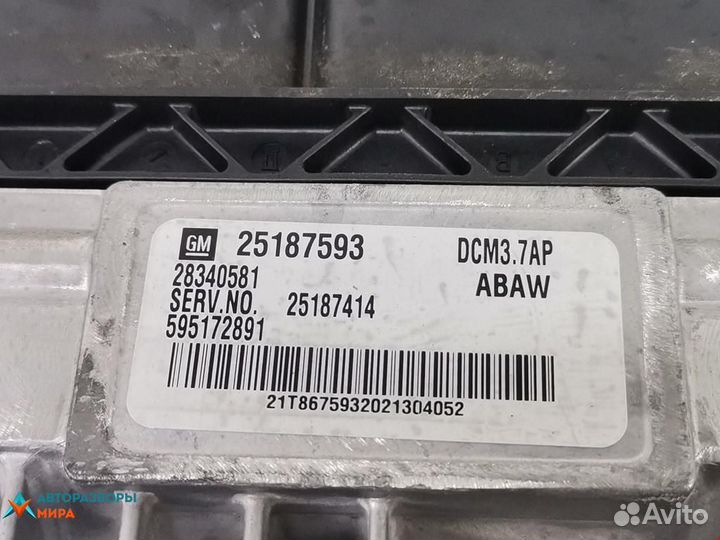 GM 25187593 DCM3.7AP
28340581 ABAW
SERV.NO. 25187414
595172891
21T8675932021304052
АВТОРАЗБОРЫ
МИРА
Avito